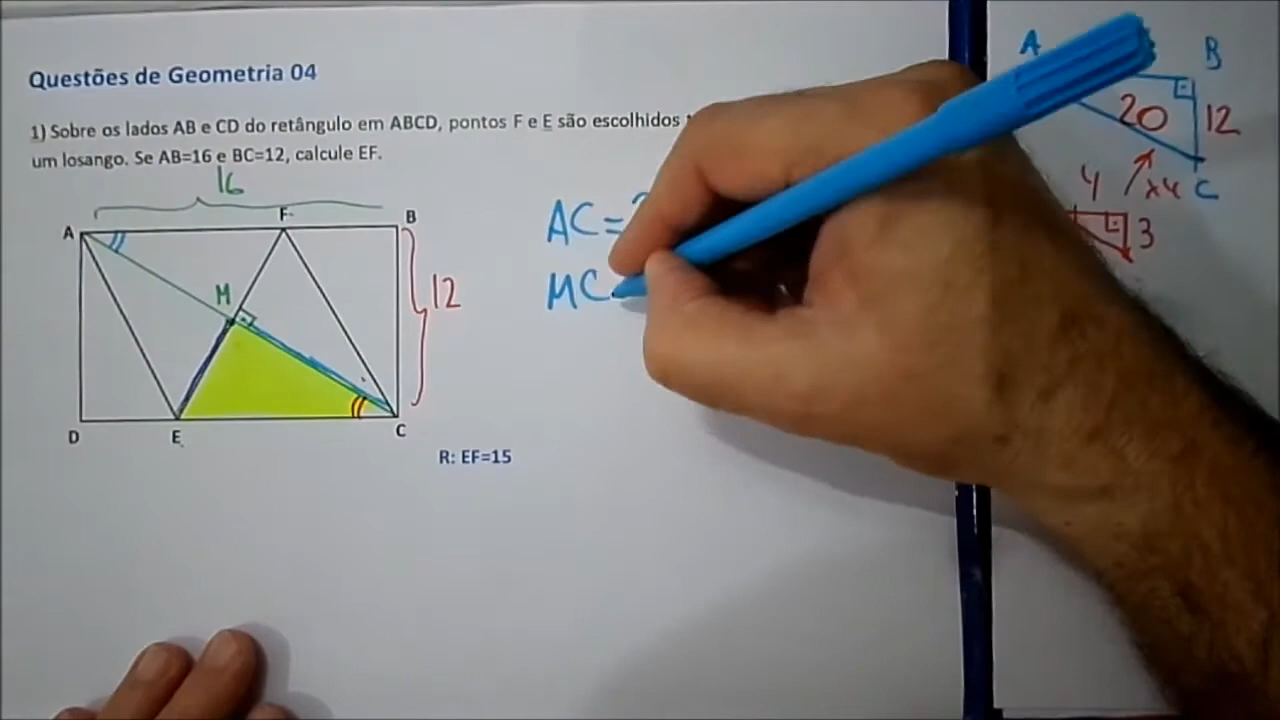 Questões de Geometria 04
1) Sobre os lados AB e CD do retângulo em ABCD, pontos F e E são escolhidos
um losango. Se AB=16 e BC=12, calcule EF.
16
A
F
B
M
12
D
E
C
R: EF=15
AC=
MC
A
B
20
12
C
4
x4
3